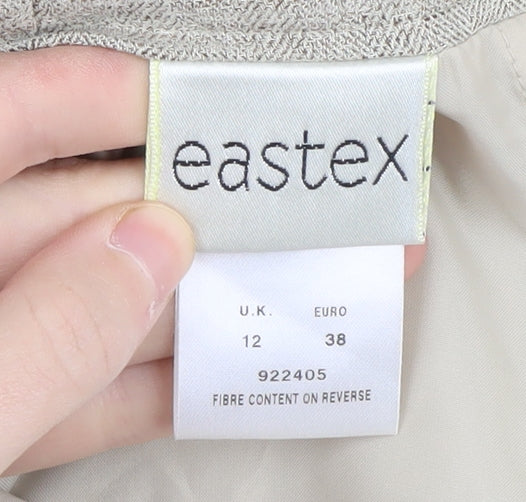 eastex
U.K. EURO
12 38
922405
FIBRE CONTENT ON REVERSE